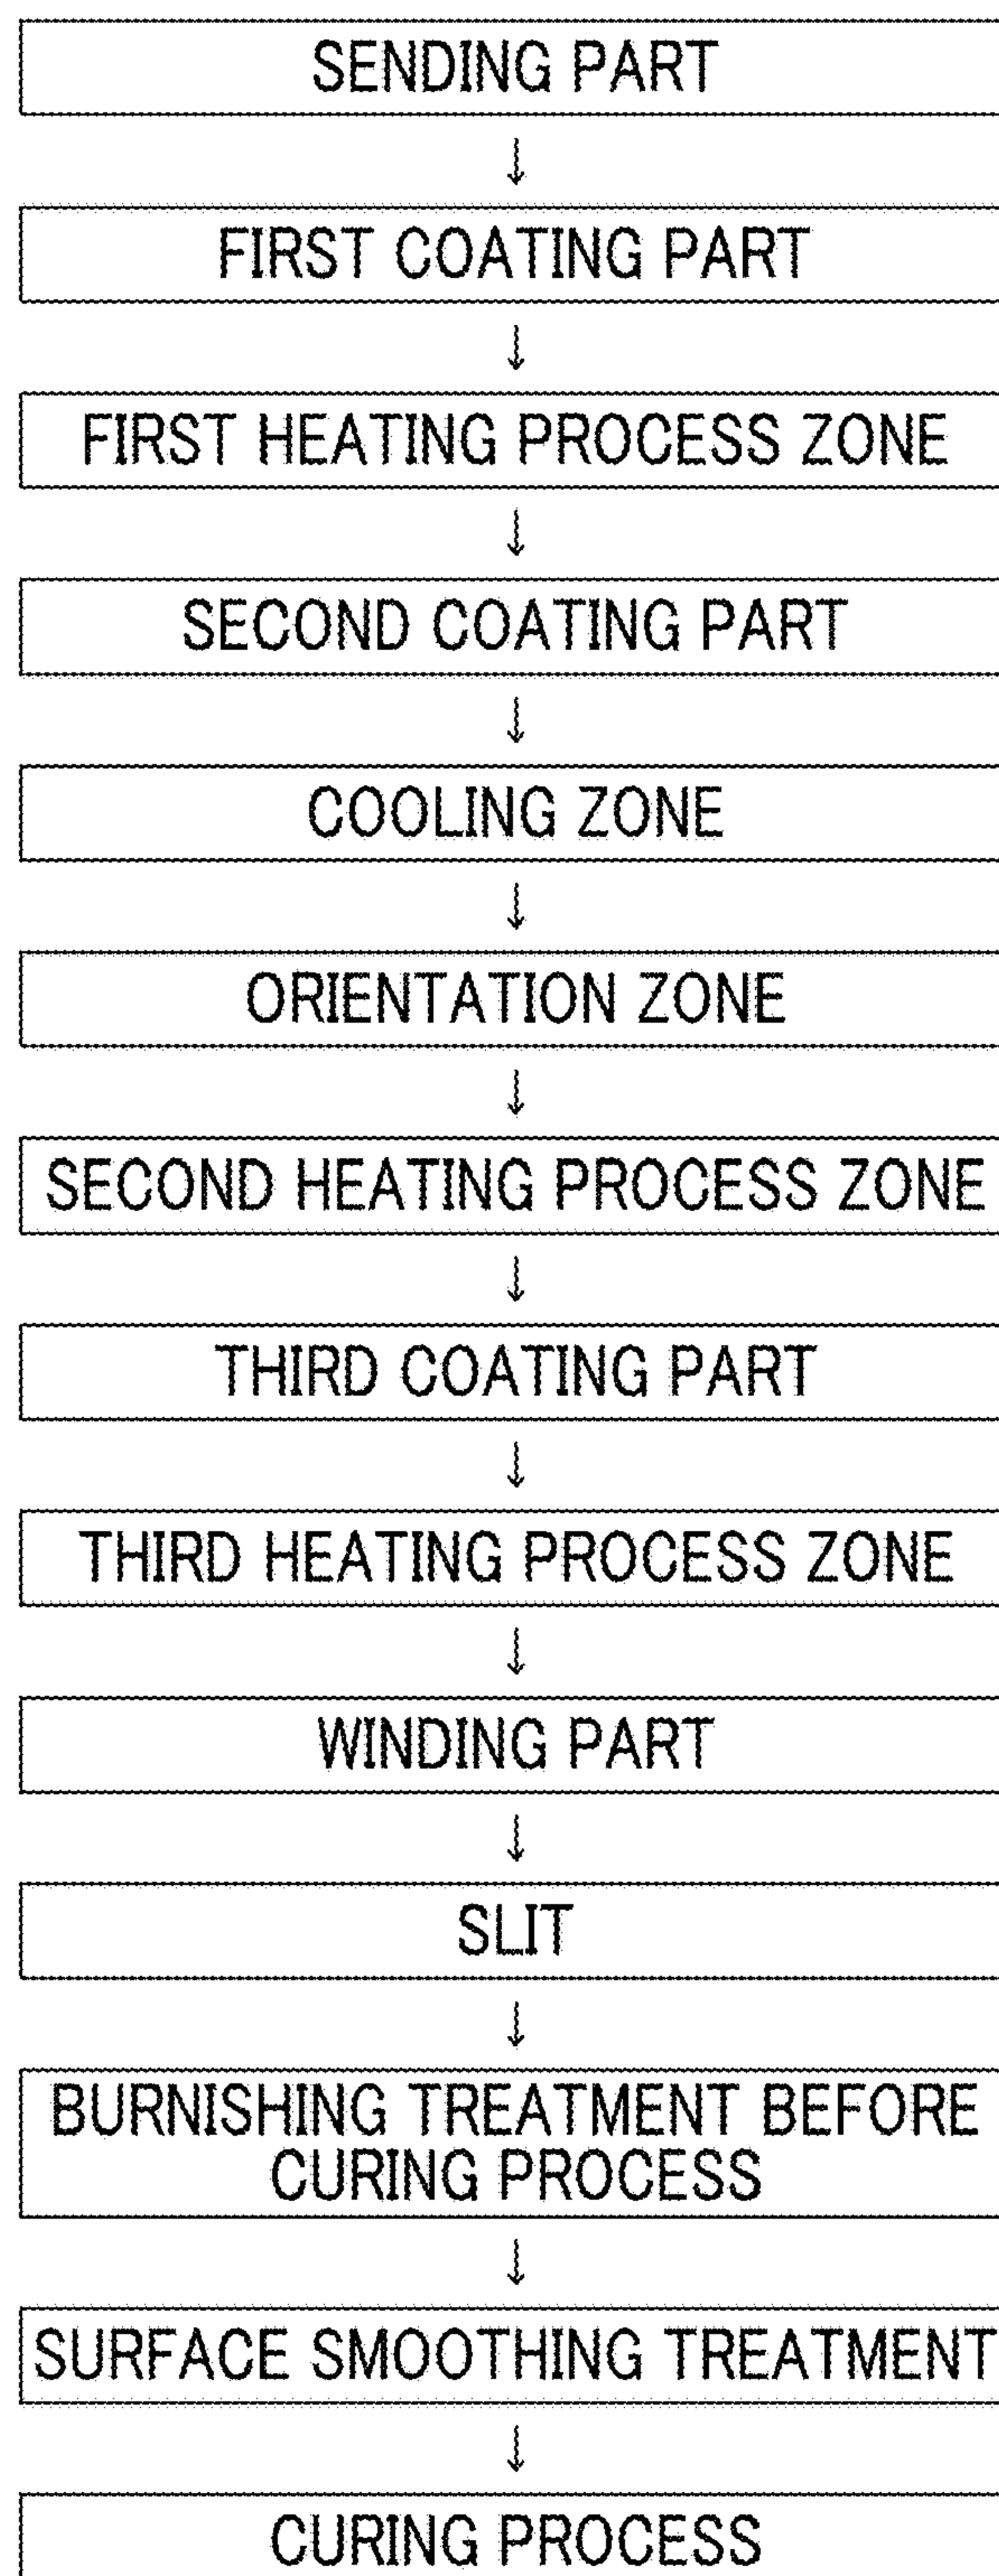 SENDING PART
↓
FIRST COATING PART
↓
FIRST HEATING PROCESS ZONE
↓
SECOND COATING PART
↓
COOLING ZONE
↓
ORIENTATION ZONE
↓
SECOND HEATING PROCESS ZONE
↓
THIRD COATING PART
↓
THIRD HEATING PROCESS ZONE
↓
WINDING PART
↓
SLIT
↓
BURNISHING TREATMENT BEFORE
CURING PROCESS
↓
SURFACE SMOOTHING TREATMENT
↓
CURING PROCESS